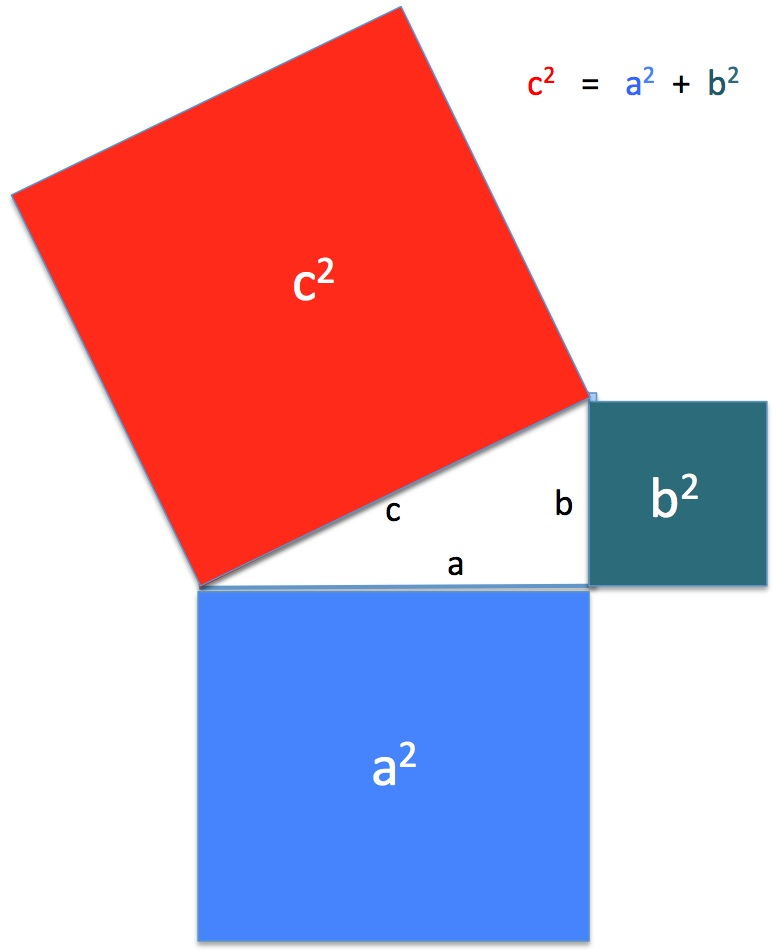 c² = a² + b²
c²
c
b
b²
a
a²